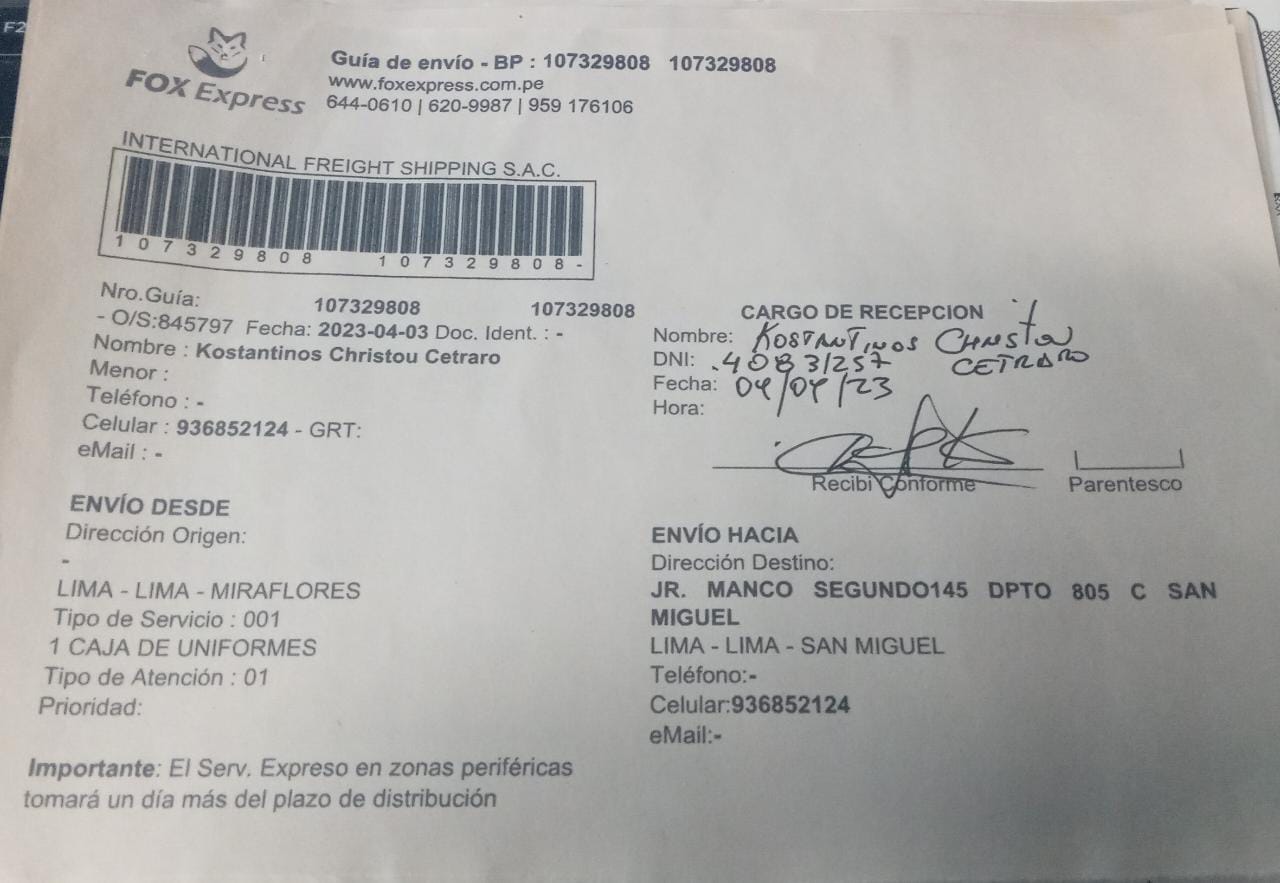 F2
FOX Express
Guía de envío - BP : 107329808 107329808
www.foxexpress.com.pe
644-0610 | 620-9987 | 959 176106
INTERNATIONAL FREIGHT SHIPPING S.A.C.
107329808 107329808-
Nro.Guía: 107329808 107329808
- O/S:845797 Fecha: 2023-04-03 Doc. Ident. : -
Nombre : Kostantinos Christou Cetraro
Menor :
Teléfono : -
Celular : 936852124 - GRT:
eMail : -
CARGO DE RECEPCION
Nombre: KOSTANTINOS CHRISTOU
CETRARO
DNI: 40831257
Fecha: 04/04/23
Hora:
Recibi Conforme
Parentesco
ENVÍO DESDE
Dirección Origen:
-
LIMA - LIMA - MIRAFLORES
Tipo de Servicio : 001
1 CAJA DE UNIFORMES
Tipo de Atención : 01
Prioridad:
ENVÍO HACIA
Dirección Destino:
JR. MANCO SEGUNDO145 DPTO 805 C SAN
MIGUEL
LIMA - LIMA - SAN MIGUEL
Teléfono:-
Celular:936852124
eMail:-
Importante: El Serv. Expreso en zonas periféricas
tomará un día más del plazo de distribución